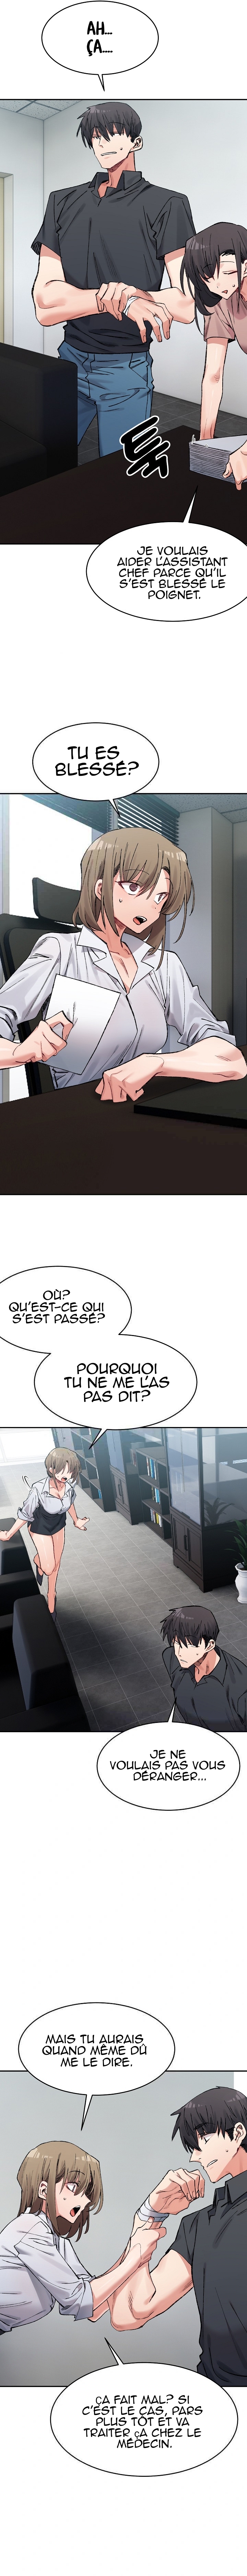 AH...
ÇA....
툭
JE VOULAIS
AIDER L'ASSISTANT
CHEF PARCE QU'IL
S'EST BLESSÉ LE
POIGNET.
TU ES
BLESSÉ?
OÙ?
QU'EST-CE QUI
S'EST PASSÉ?
POURQUOI
TU NE ME L'AS
PAS DIT?
JE NE
VOULAIS PAS VOUS
DÉRANGER...
MAIS TU AURAIS
QUAND MÊME DÛ
ME LE DIRE.
ÇA FAIT MAL? SI
C'EST LE CAS, PARS
PLUS TÔT ET VA
TRAITER ÇA CHEZ LE
MÉDECIN.